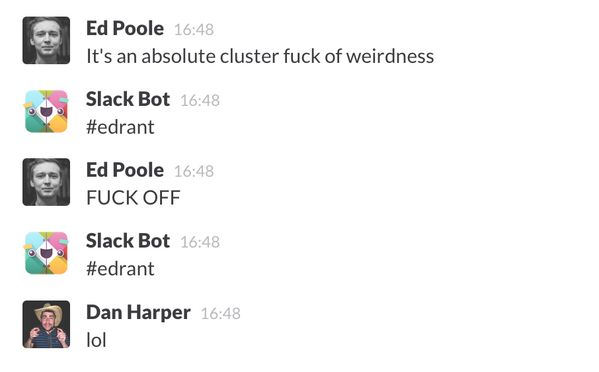 Ed Poole 16:48
It's an absolute cluster fuck of weirdness
Slack Bot 16:48
#edrant
Ed Poole 16:48
FUCK OFF
Slack Bot 16:48
#edrant
Dan Harper 16:48
lol